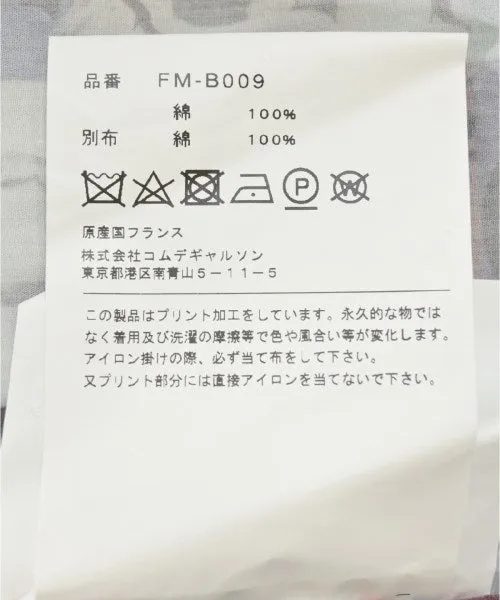 品番 FM-B009
綿 100%
別布 綿 100%
P W
原産国フランス
株式会社コムデギャルソン
東京都港区南青山5-11-5
この製品はプリント加工をしています。永久的な物では
なく着用及び洗濯の摩擦等で色や風合い等が変化します。
アイロン掛けの際、必ず当て布をして下さい。
又プリント部分には直接アイロンを当てないで下さい。